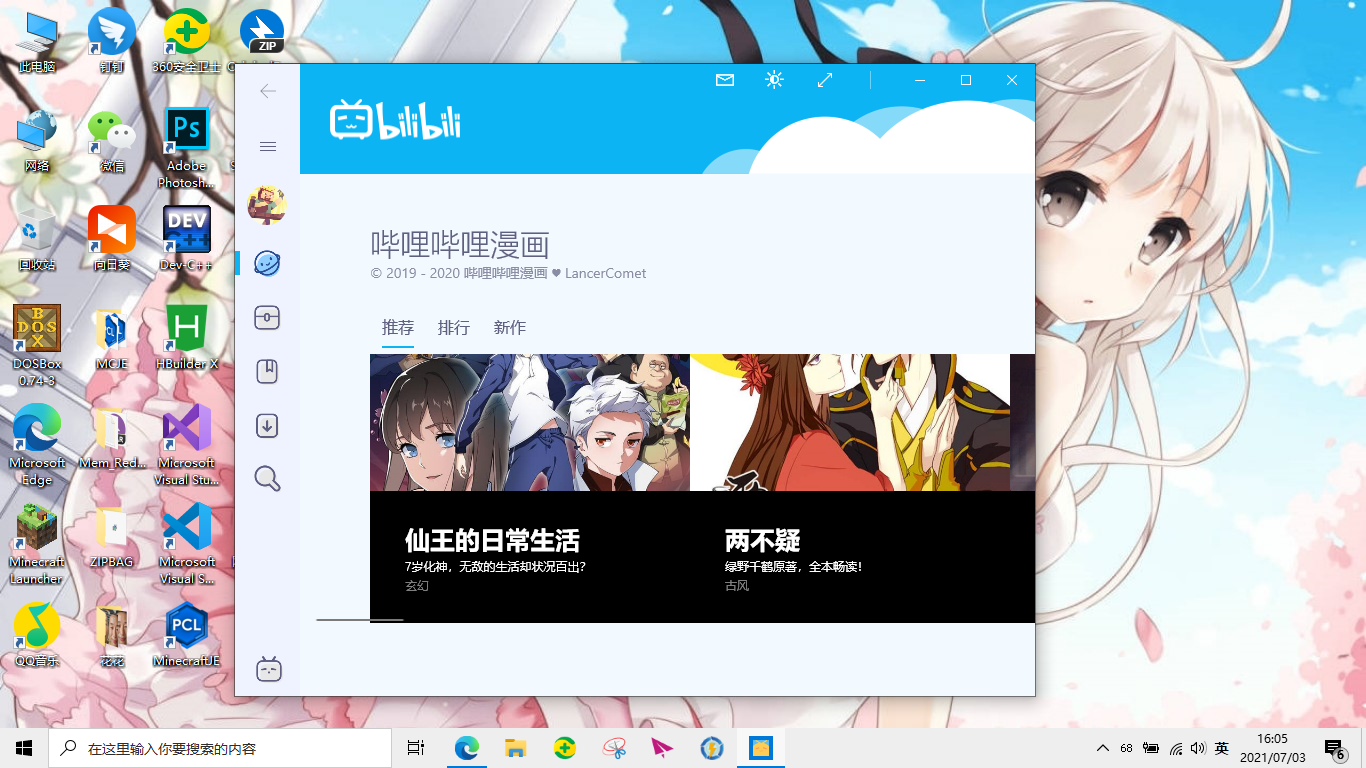 此电脑
钉钉
360安全卫士
ZIP
网络
微信
Ps
Adobe
Photosh...
回收站
向日葵
DEV
C++
Dev-C++
DOSBox
0.74-3
MCJE
H
HBuilder X
Microsoft
Edge
Mem_Red...
Microsoft
Visual Stu...
Minecraft
Launcher
ZIPBAG
Microsoft
Visual S...
QQ音乐
花花
PCL
MinecraftJE
bilibili
哔哩哔哩漫画
© 2019 - 2020 哔哩哔哩漫画 ♥ LancerComet
推荐 排行 新作
仙王的日常生活
7岁化神,无敌的生活却状况百出?
玄幻
两不疑
绿野千鹤原著,全本畅读!
古风
在这里输入你要搜索的内容
68
英
16:05
2021/07/03
6